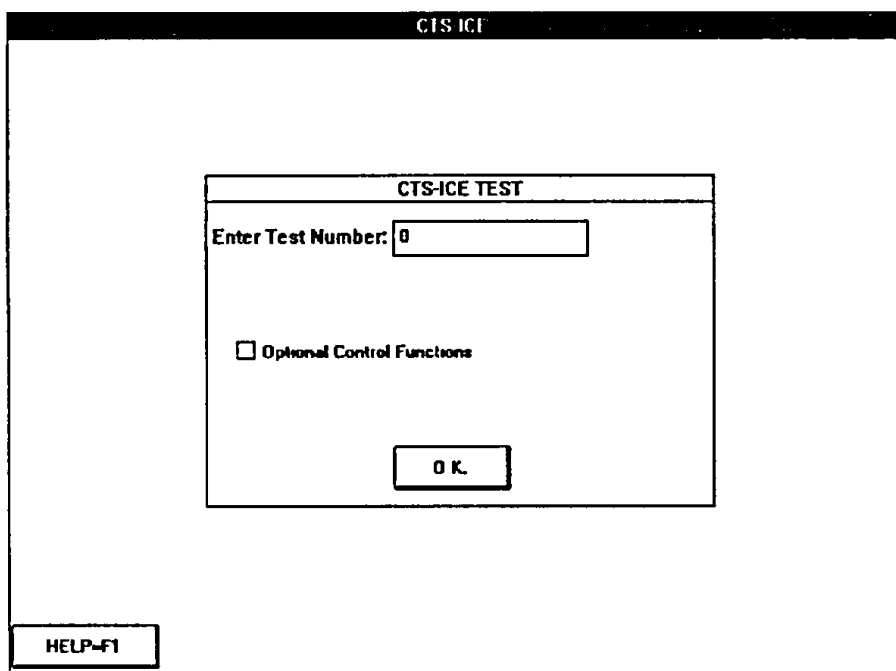 CTS-ICE
CTS-ICE TEST
Enter Test Number: 0
Optional Control Functions
O K.
HELP=F1